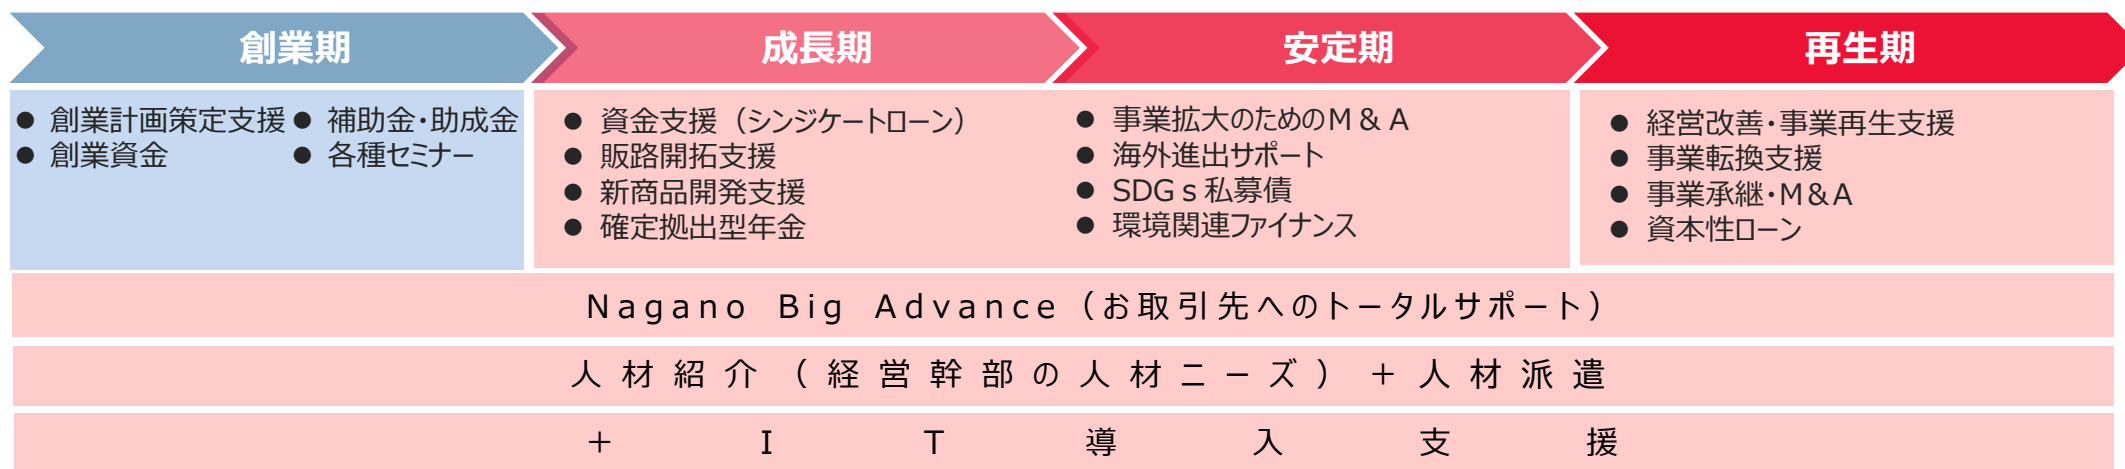 創業期
成長期
安定期
再生期
● 創業計画策定支援 ● 補助金・助成金
● 創業資金 ● 各種セミナー
● 資金支援（シンジケートローン）
● 販路開拓支援
● 新商品開発支援
● 確定拠出型年金
● 事業拡大のためのM & A
● 海外進出サポート
● SDGｓ私募債
● 環境関連ファイナンス
● 経営改善・事業再生支援
● 事業転換支援
● 事業承継・M&A
● 資本性ローン
Nagano Big Advance（お取引先へのトータルサポート）
人材紹介（経営幹部の人材ニーズ）＋人材派遣
＋IT導入支援